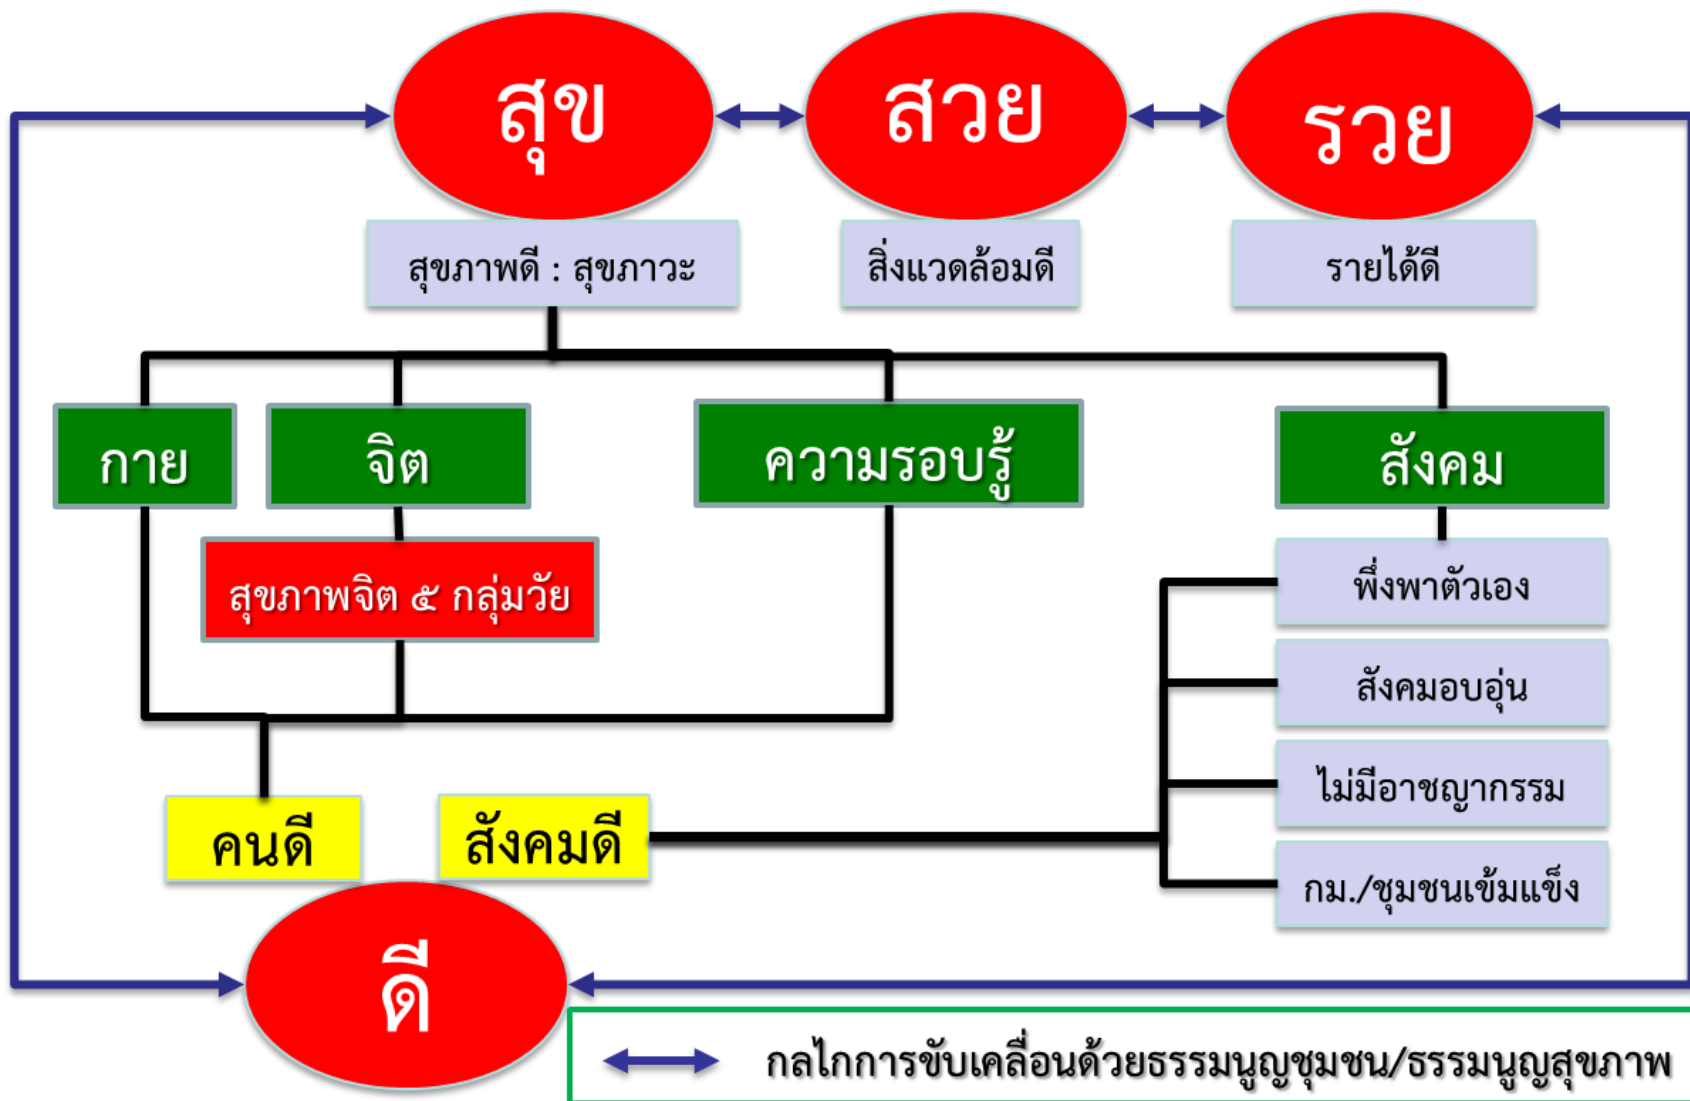 สุข
สวย
รวย
สุขภาพดี : สุขภาวะ
สิ่งแวดล้อมดี
รายได้ดี
กาย
จิต
ความรอบรู้
สังคม
สุขภาพจิต ๕ กลุ่มวัย
พึ่งพาตัวเอง
สังคมอบอุ่น
ไม่มีอาชญากรรม
กม./ชุมชนเข้มแข็ง
คนดี
สังคมดี
ดี
กลไกการขับเคลื่อนด้วยธรรมนูญชุมชน/ธรรมนูญสุขภาพ